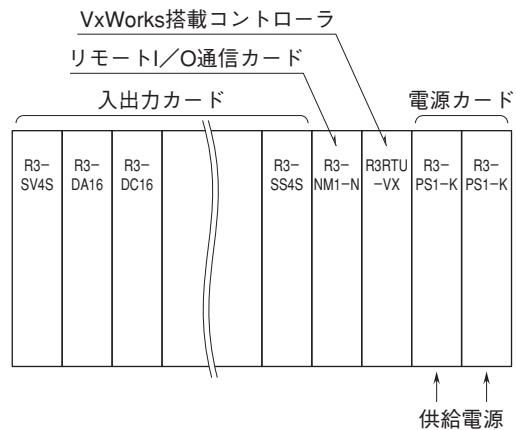 VxWorks搭載コントローラ
リモートI／O通信カード
入出力カード
電源カード
R3−
SV4S
R3−
DA16
R3−
DC16
R3−
SS4S
R3−
NM1−N
R3RTU
−VX
R3−
PS1−K
R3−
PS1−K
供給電源